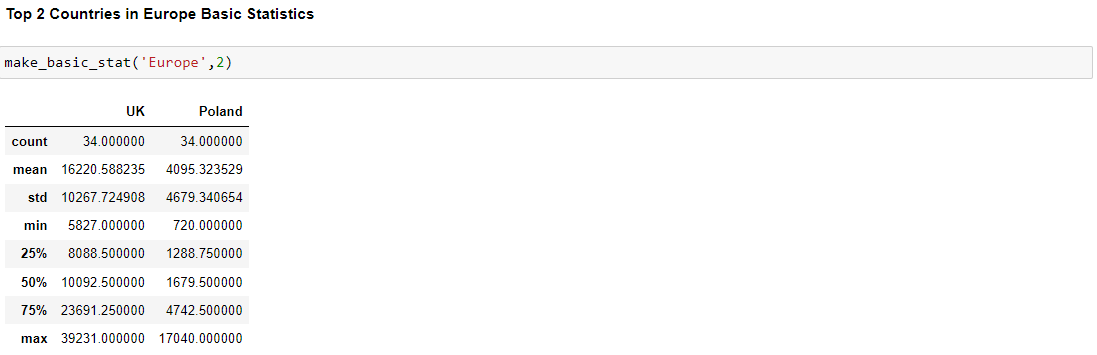 Top 2 Countries in Europe Basic Statistics
make_basic_stat('Europe',2)
UK Poland
count 34.000000 34.000000
mean 16220.588235 4095.323529
std 10267.724908 4679.340654
min 5827.000000 720.000000
25% 8088.500000 1288.750000
50% 10092.500000 1679.500000
75% 23691.250000 4742.500000
max 39231.000000 17040.000000